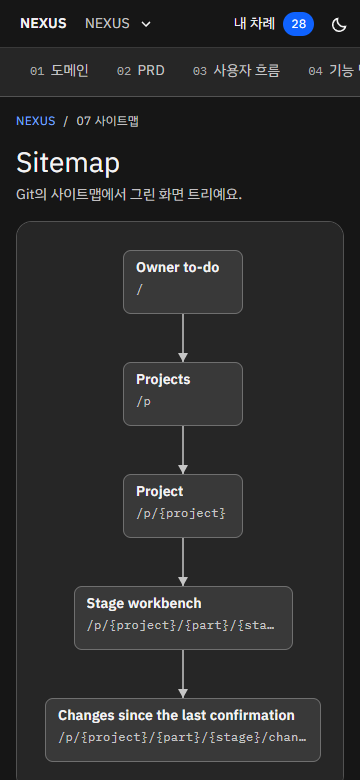 NEXUS NEXUS 내 차례 28
01 도메인 02 PRD 03 사용자 흐름 04 기능
NEXUS / 07 사이트맵
Sitemap
Git의 사이트맵에서 그린 화면 트리예요.
Owner to-do
/
Projects
/p
Project
/p/{project}
Stage workbench
/p/{project}/{part}/{sta…
Changes since the last confirmation
/p/{project}/{part}/{stage}/chan…